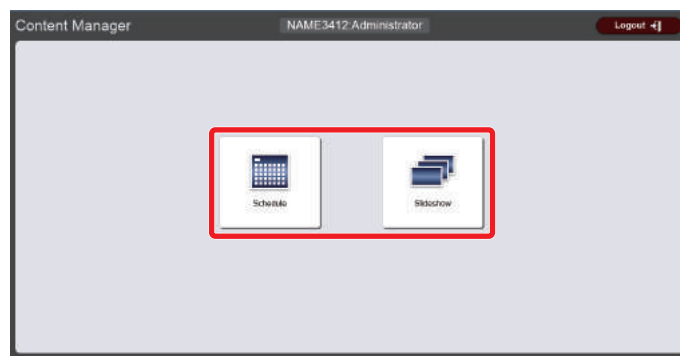 Content Manager
NAME3412:Administrator
Logout
Schedule
Slideshow